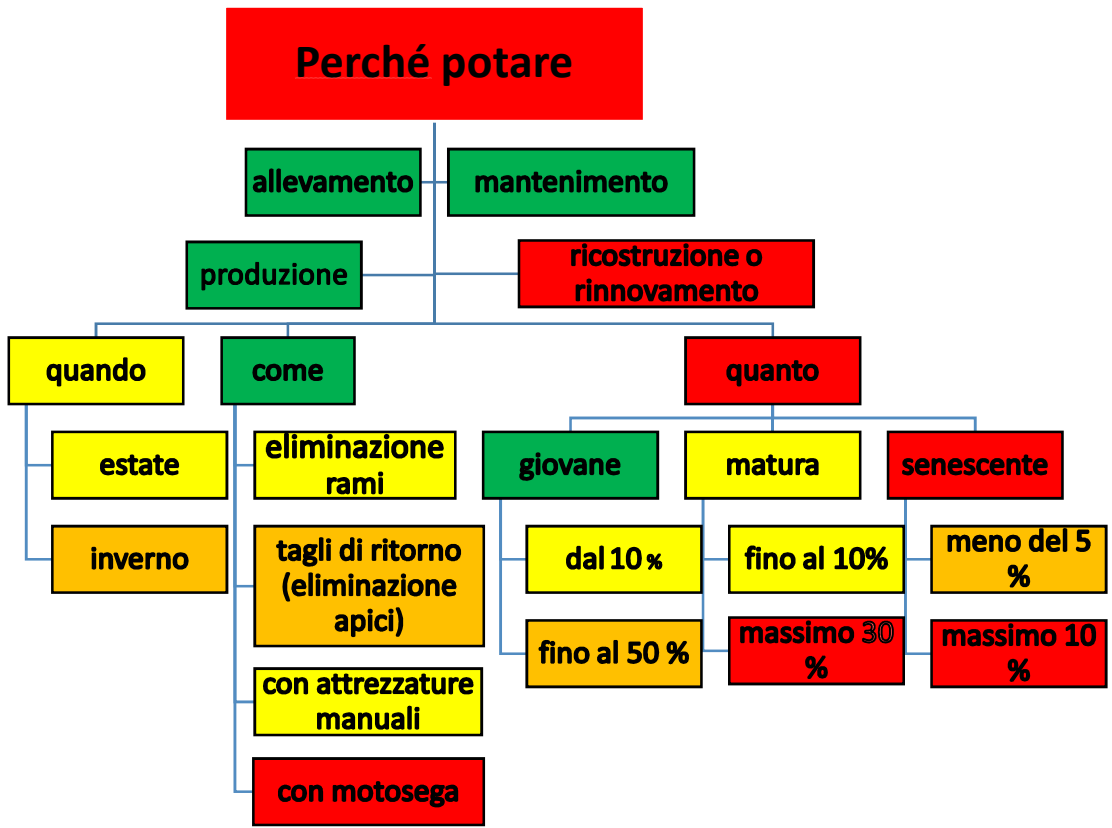 Perché potare
allevamento
mantenimento
produzione
ricostruzione o
rinnovamento
quando
come
quanto
estate
inverno
eliminazione
rami
tagli di ritorno
(eliminazione
apici)
con attrezzature
manuali
con motosega
giovane
matura
senescente
dal 10 %
fino al 50 %
fino al 10%
massimo 30
%
meno del 5
%
massimo 10
%